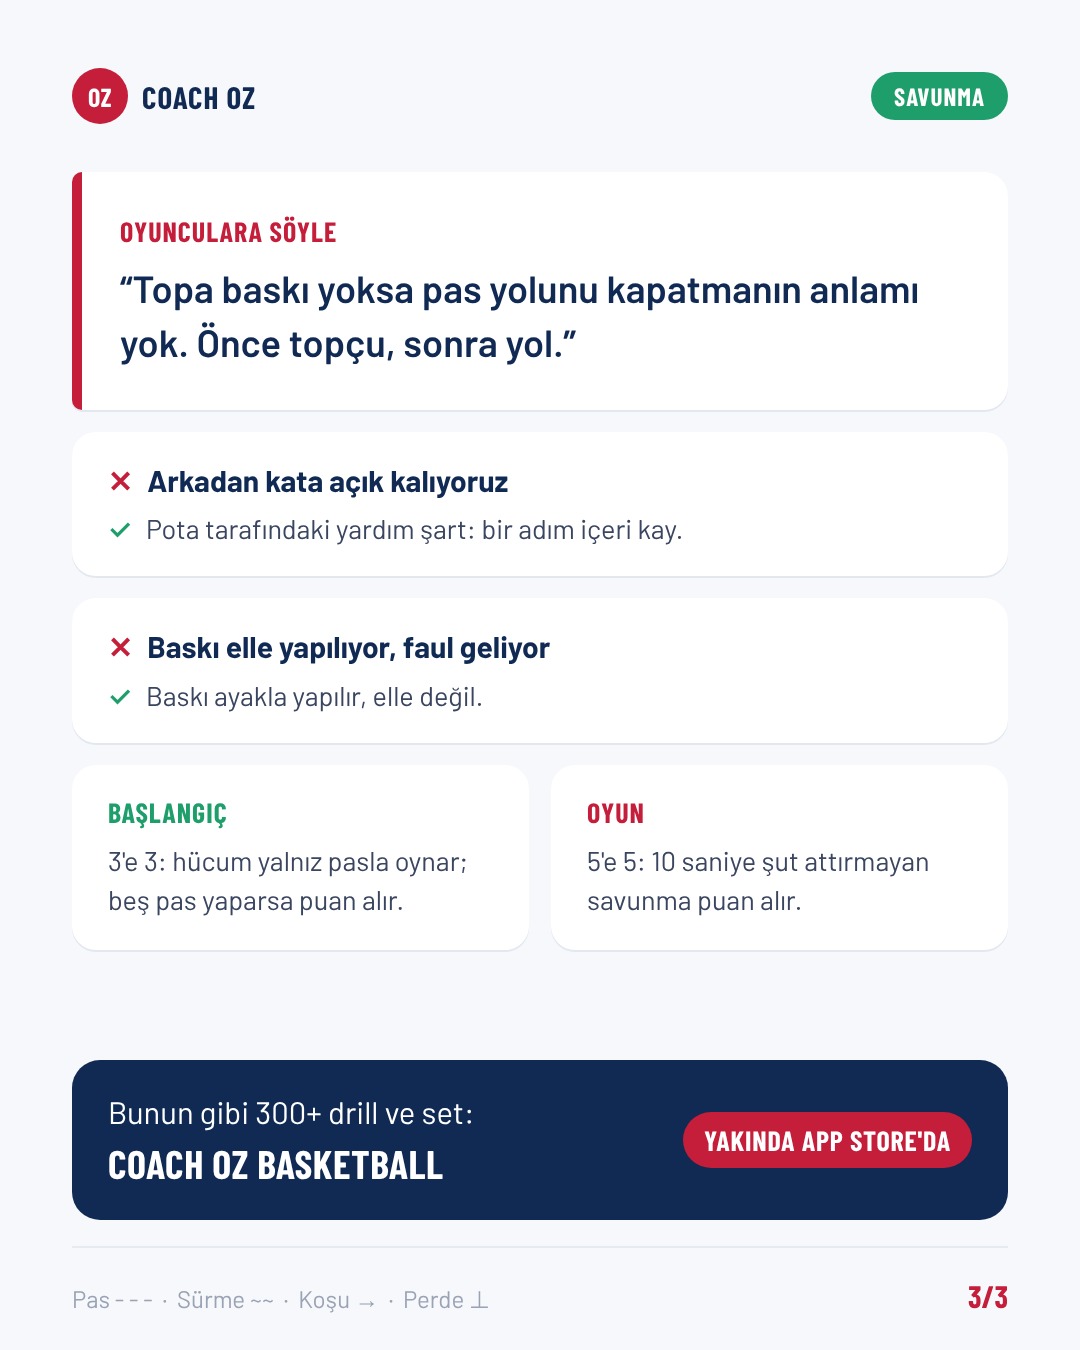 OZ COACH OZ
SAVUNMA
OYUNCULARA SÖYLE
“Topa baskı yoksa pas yolunu kapatmanın anlamı
yok. Önce topçu, sonra yol.”
✕ Arkadan kata açık kalıyoruz
✓ Pota tarafındaki yardım şart: bir adım içeri kay.
✕ Baskı elle yapılıyor, faul geliyor
✓ Baskı ayakla yapılır, elle değil.
BAŞLANGIÇ
3'e 3: hücum yalnız pasla oynar;
beş pas yaparsa puan alır.
OYUN
5'e 5: 10 saniye şut attırmayan
savunma puan alır.
Bunun gibi 300+ drill ve set:
COACH OZ BASKETBALL
YAKINDA APP STORE'DA
Pas - - - · Sürme ~~ · Koşu → · Perde ⊥
3/3